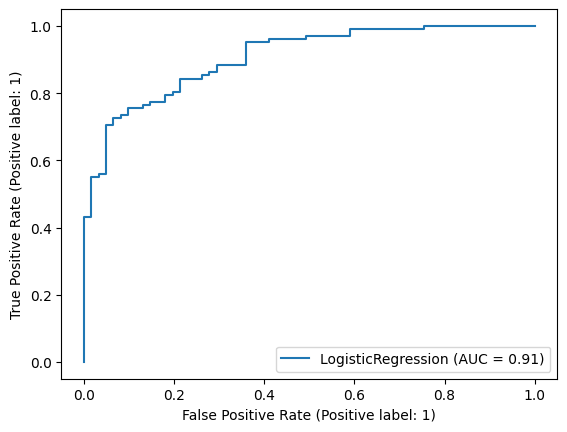 1.0
0.8
0.6
0.4
0.2
0.0
True Positive Rate (Positive label: 1)
LogisticRegression (AUC = 0.91)
0.0 0.2 0.4 0.6 0.8 1.0
False Positive Rate (Positive label: 1)